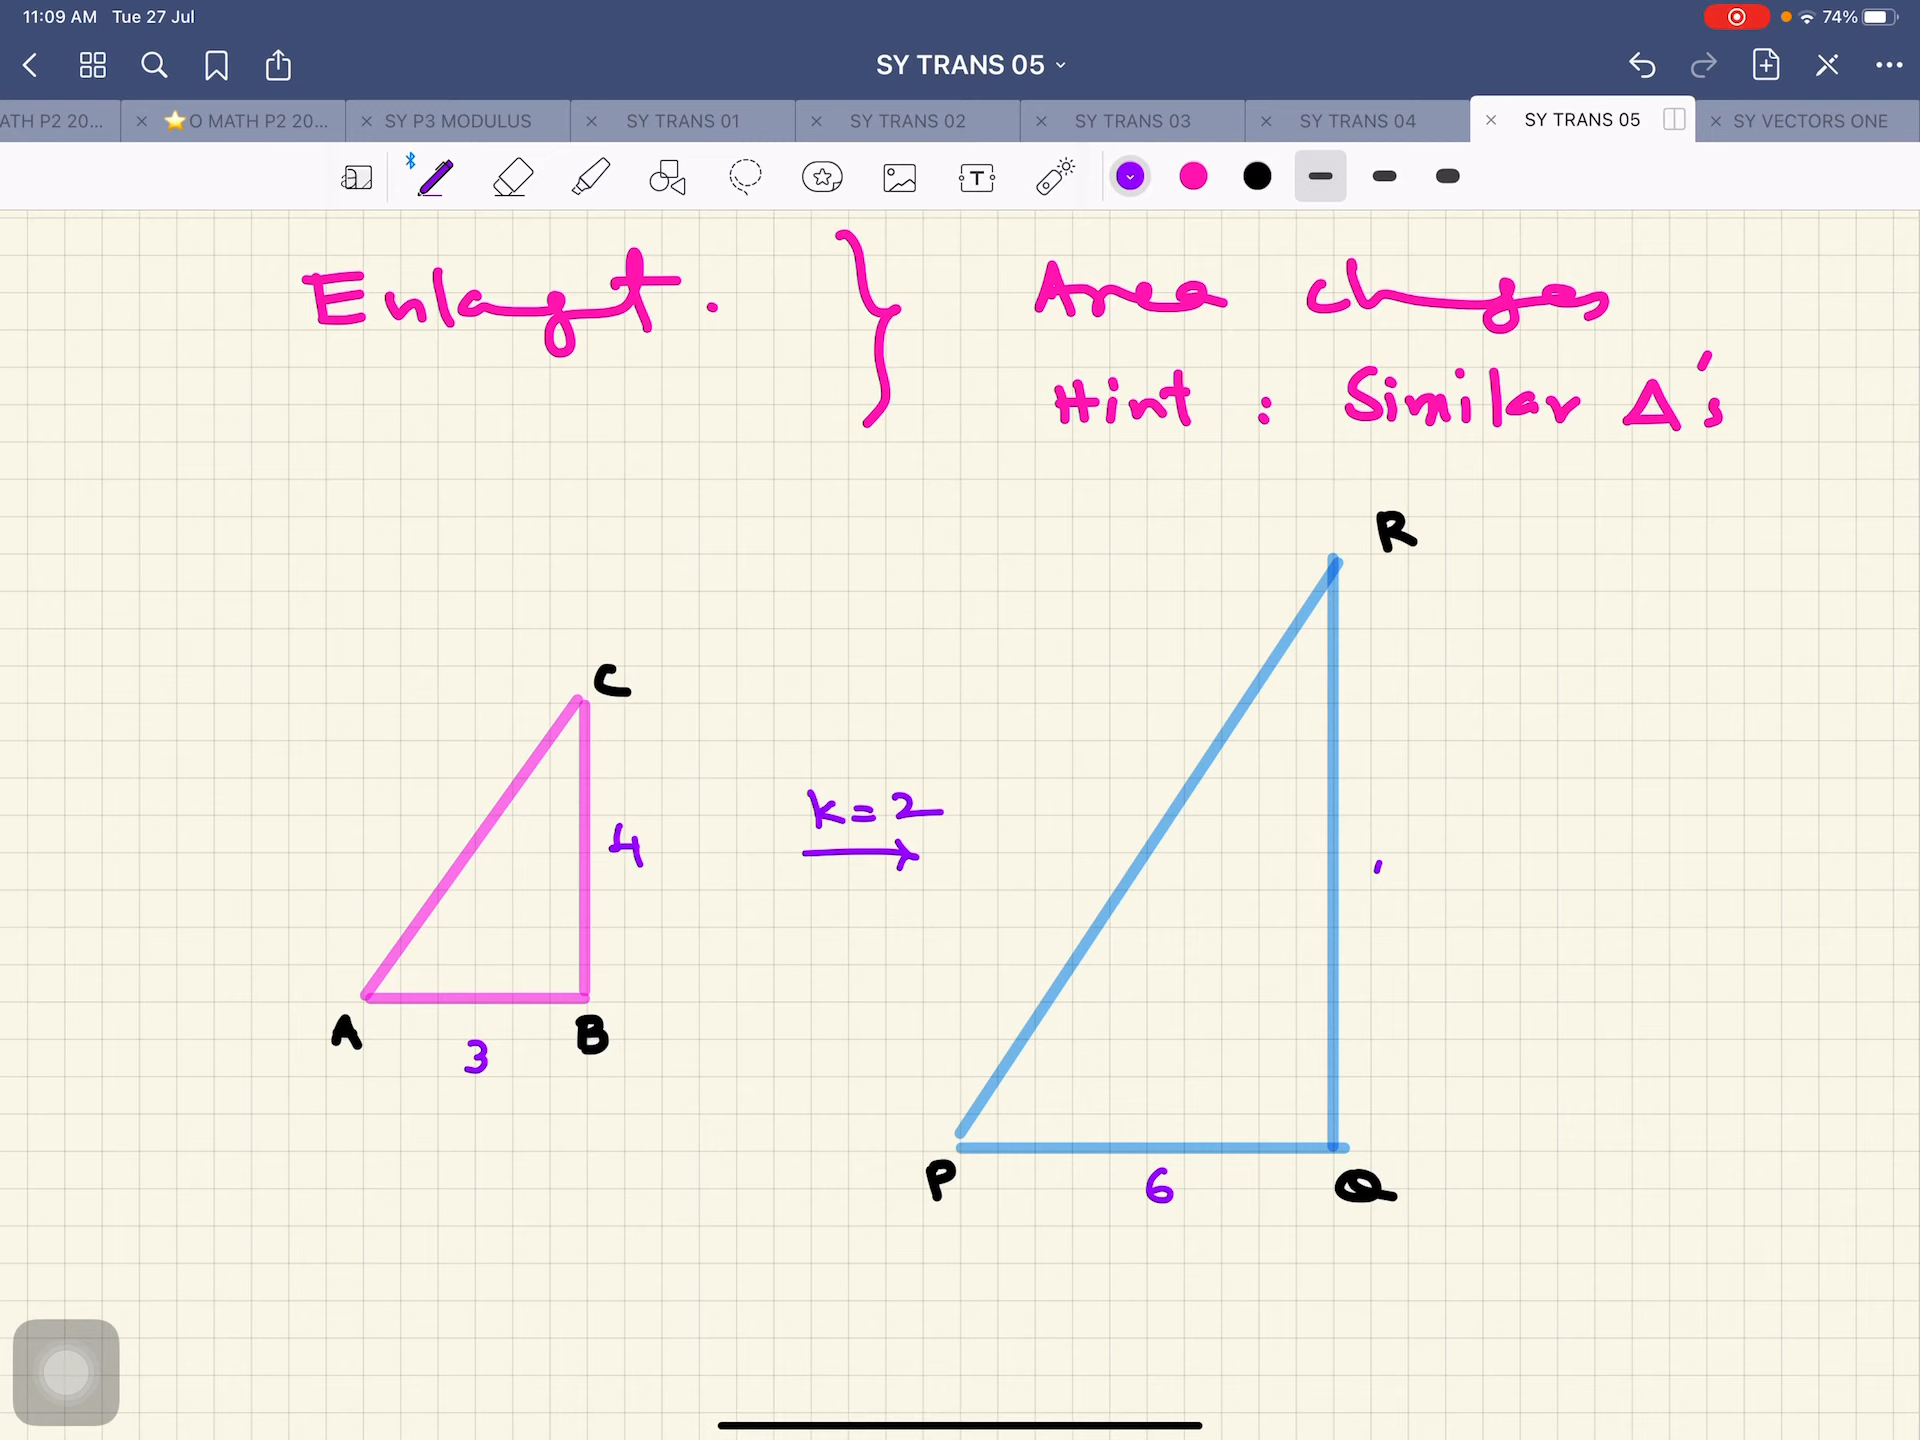 11:09 AM Tue 27 Jul
74%
SY TRANS 05
ATH P2 20...
O MATH P2 20...
SY P3 MODULUS
SY TRANS 01
SY TRANS 02
SY TRANS 03
SY TRANS 04
SY TRANS 05
SY VECTORS ONE
Area
Hint : Similar Δ's
R
C
4
k = 2
A
3
B
P
6
Q